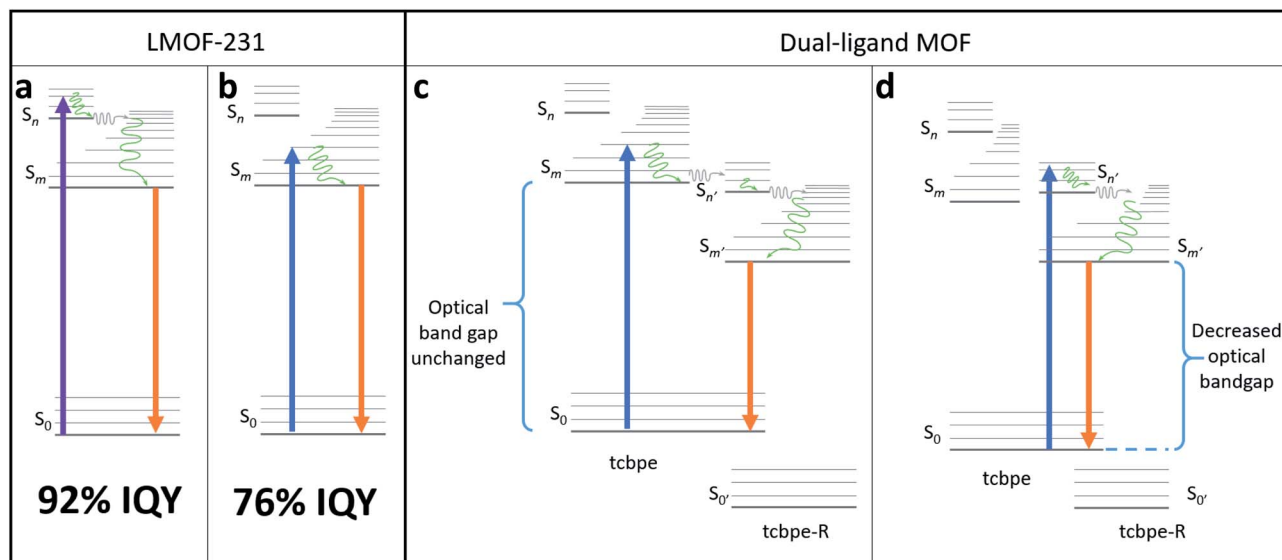 LMOF-231
Dual-ligand MOF
a
Sn
Sm
S0
92% IQY
b
Sn
Sm
S0
76% IQY
c
Sn
Sm
Sn'
Sm'
Optical
band gap
unchanged
S0
tcbpe
S0'
tcbpe-R
d
Sn
Sn'
Sm
Sm'
Decreased
optical
bandgap
S0
tcbpe
S0'
tcbpe-R